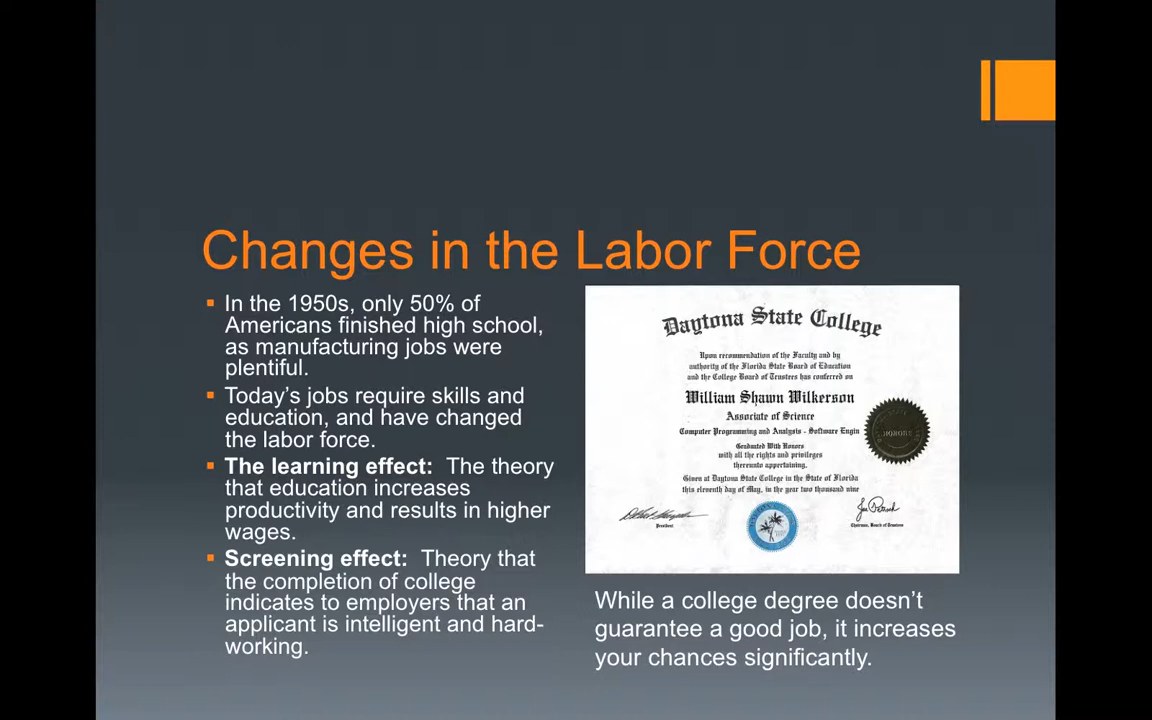 Changes in the Labor Force
In the 1950s, only 50% of
Americans finished high school,
as manufacturing jobs were
plentiful.
Today's jobs require skills and
education, and have changed
the labor force.
The learning effect: The theory
that education increases
productivity and results in higher
wages.
Screening effect: Theory that
the completion of college
indicates to employers that an
applicant is intelligent and hard-
working.
Daytona State College
Upon recommendation of the Faculty and by
authority of the Florida State Board of Education
and the College Board of Trustees has conferred on
William Shawn Wilkerson
Associate of Science
Computer Programming and Analysis - Software Engin
Graduated With Honors
with all the rights and privileges
thereunto appertaining.
Given at Daytona State College in the State of Florida
this eleventh day of May, in the year two thousand nine
HONORS
President
Chairman, Board of Trustees
While a college degree doesn't
guarantee a good job, it increases
your chances significantly.